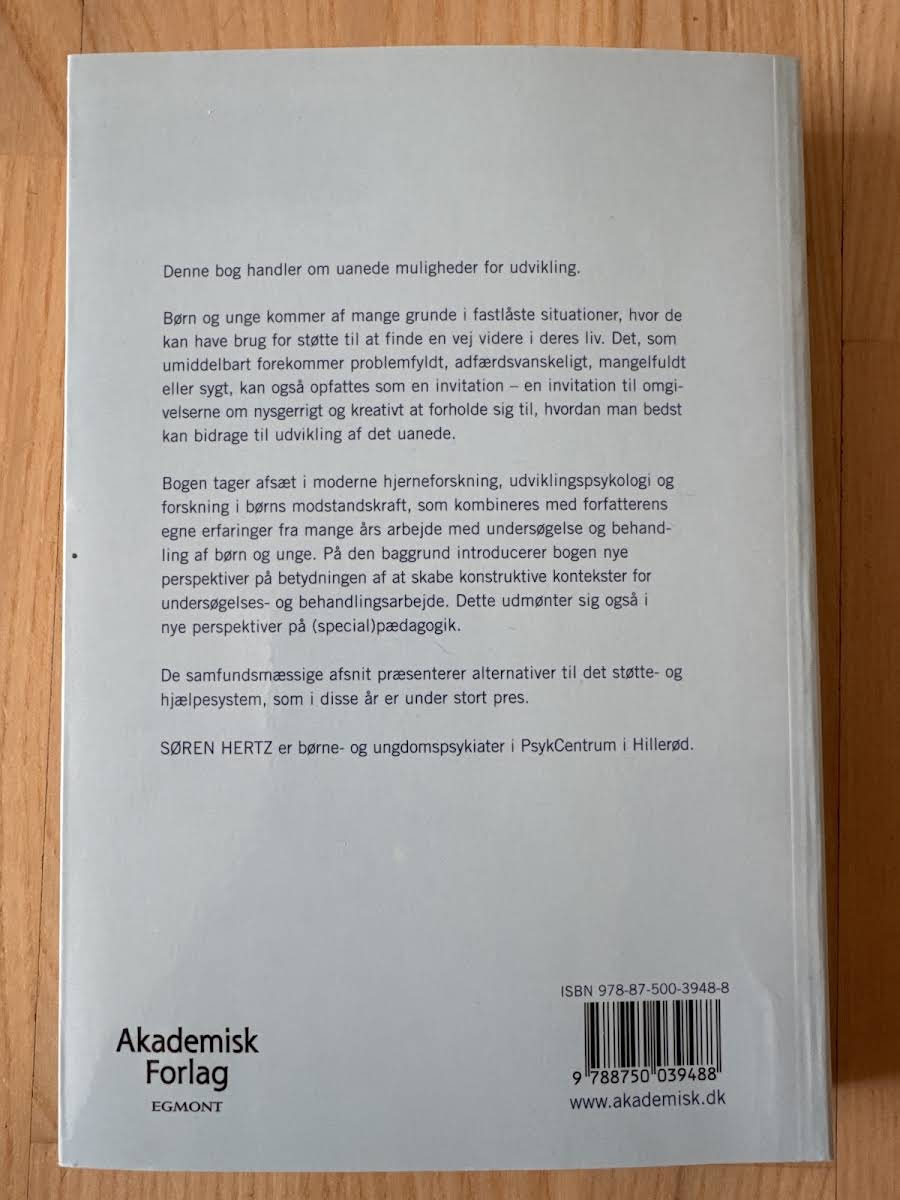 Denne bog handler om uanede muligheder for udvikling.
Børn og unge kommer af mange grunde i fastlåste situationer, hvor de
kan have brug for støtte til at finde en vej videre i deres liv. Det, som
umiddelbart forekommer problemfyldt, adfærdsvanskeligt, mangelfuldt
eller sygt, kan også opfattes som en invitation – en invitation til omgi-
velserne om nysgerrigt og kreativt at forholde sig til, hvordan man bedst
kan bidrage til udvikling af det uanede.
Bogen tager afsæt i moderne hjerneforskning, udviklingspsykologi og
forskning i børns modstandskraft, som kombineres med forfatterens
egne erfaringer fra mange års arbejde med undersøgelse og behand-
ling af børn og unge. På den baggrund introducerer bogen nye
perspektiver på betydningen af at skabe konstruktive kontekster for
undersøgelses- og behandlingsarbejde. Dette udmønter sig også i
nye perspektiver på (special)pædagogik.
De samfundsmæssige afsnit præsenterer alternativer til det støtte- og
hjælpesystem, som i disse år er under stort pres.
SØREN HERTZ er børne- og ungdomspsykiater i PsykCentrum i Hillerød.
ISBN 978-87-500-3948-8
9 788750 039488
www.akademisk.dk
Akademisk
Forlag
EGMONT